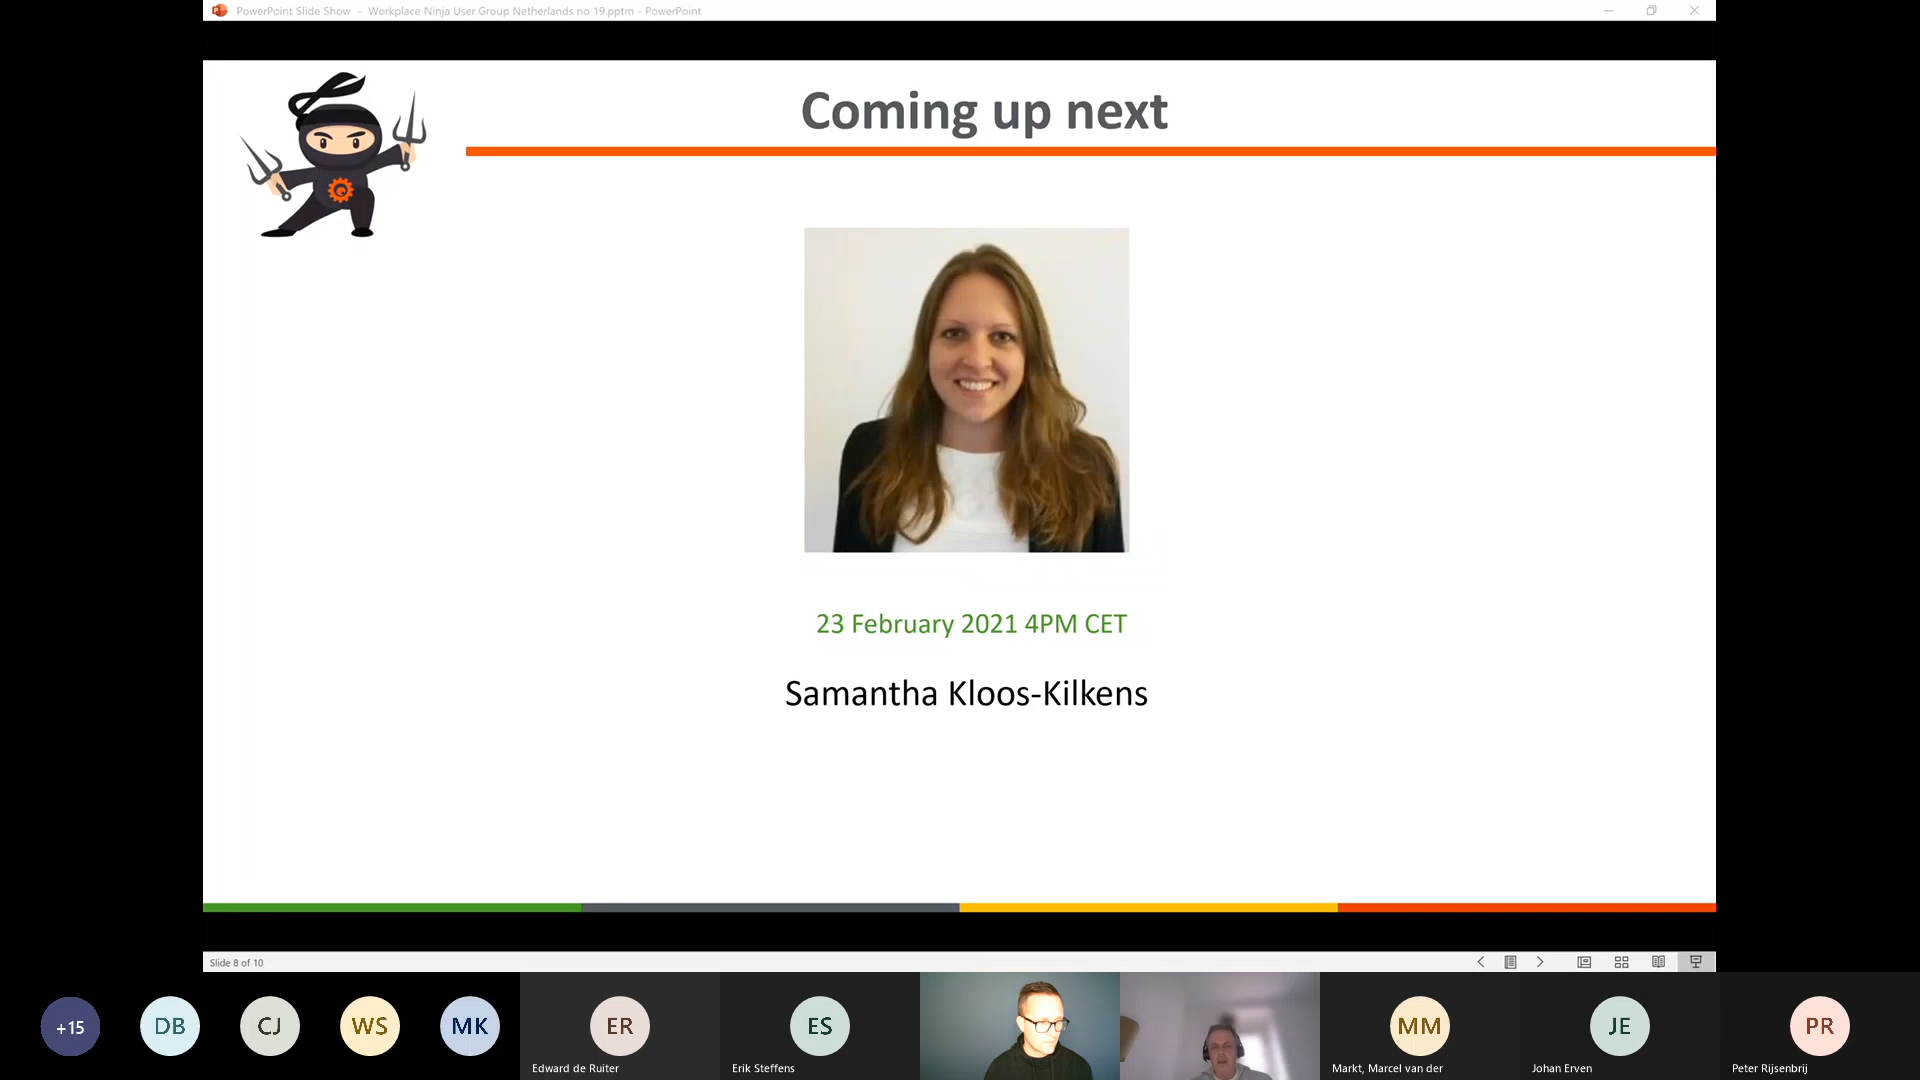 PowerPoint Slide Show - Workplace Ninja User Group Netherlands no 19.pptm - PowerPoint
Coming up next
23 February 2021 4PM CET
Samantha Kloos-Kilkens
Slide 8 of 10
+15
DB
CJ
WS
MK
ER
ES
MM
JE
PR
Edward de Ruiter
Erik Steffens
Markt, Marcel van der
Johan Erven
Peter Rijsenbrij